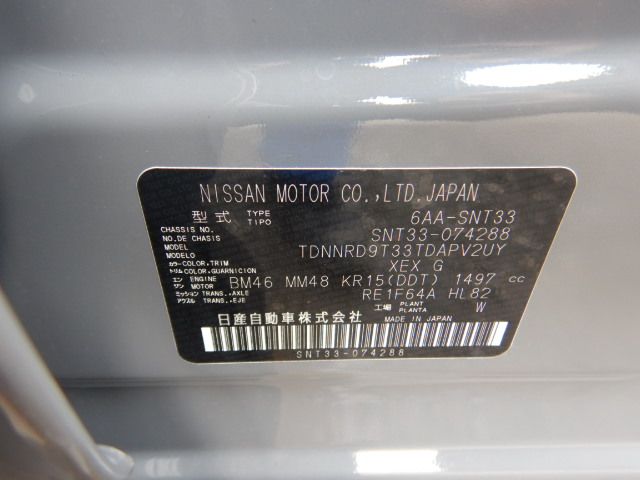 NISSAN MOTOR CO.,LTD.JAPAN
型式 TYPE TIPO 6AA-SNT33
CHASSIS NO. NO.DE CHASIS SNT33-074288
MODEL MODELO TDNNRD9T33TDAPV2UY
カラー COLOR,TRIM トリム COLOR, GUARNICION XEX G
エンジン ENGINE MOTOR BM46 MM48 KR15(DDT) 1497 cc
ミッション TRANS.,AXLE アクスル TRANS.,EJE RE1F64A HL82
工場 PLANT PLANTA W
日産自動車株式会社 MADE IN JAPAN
SNT33-074288